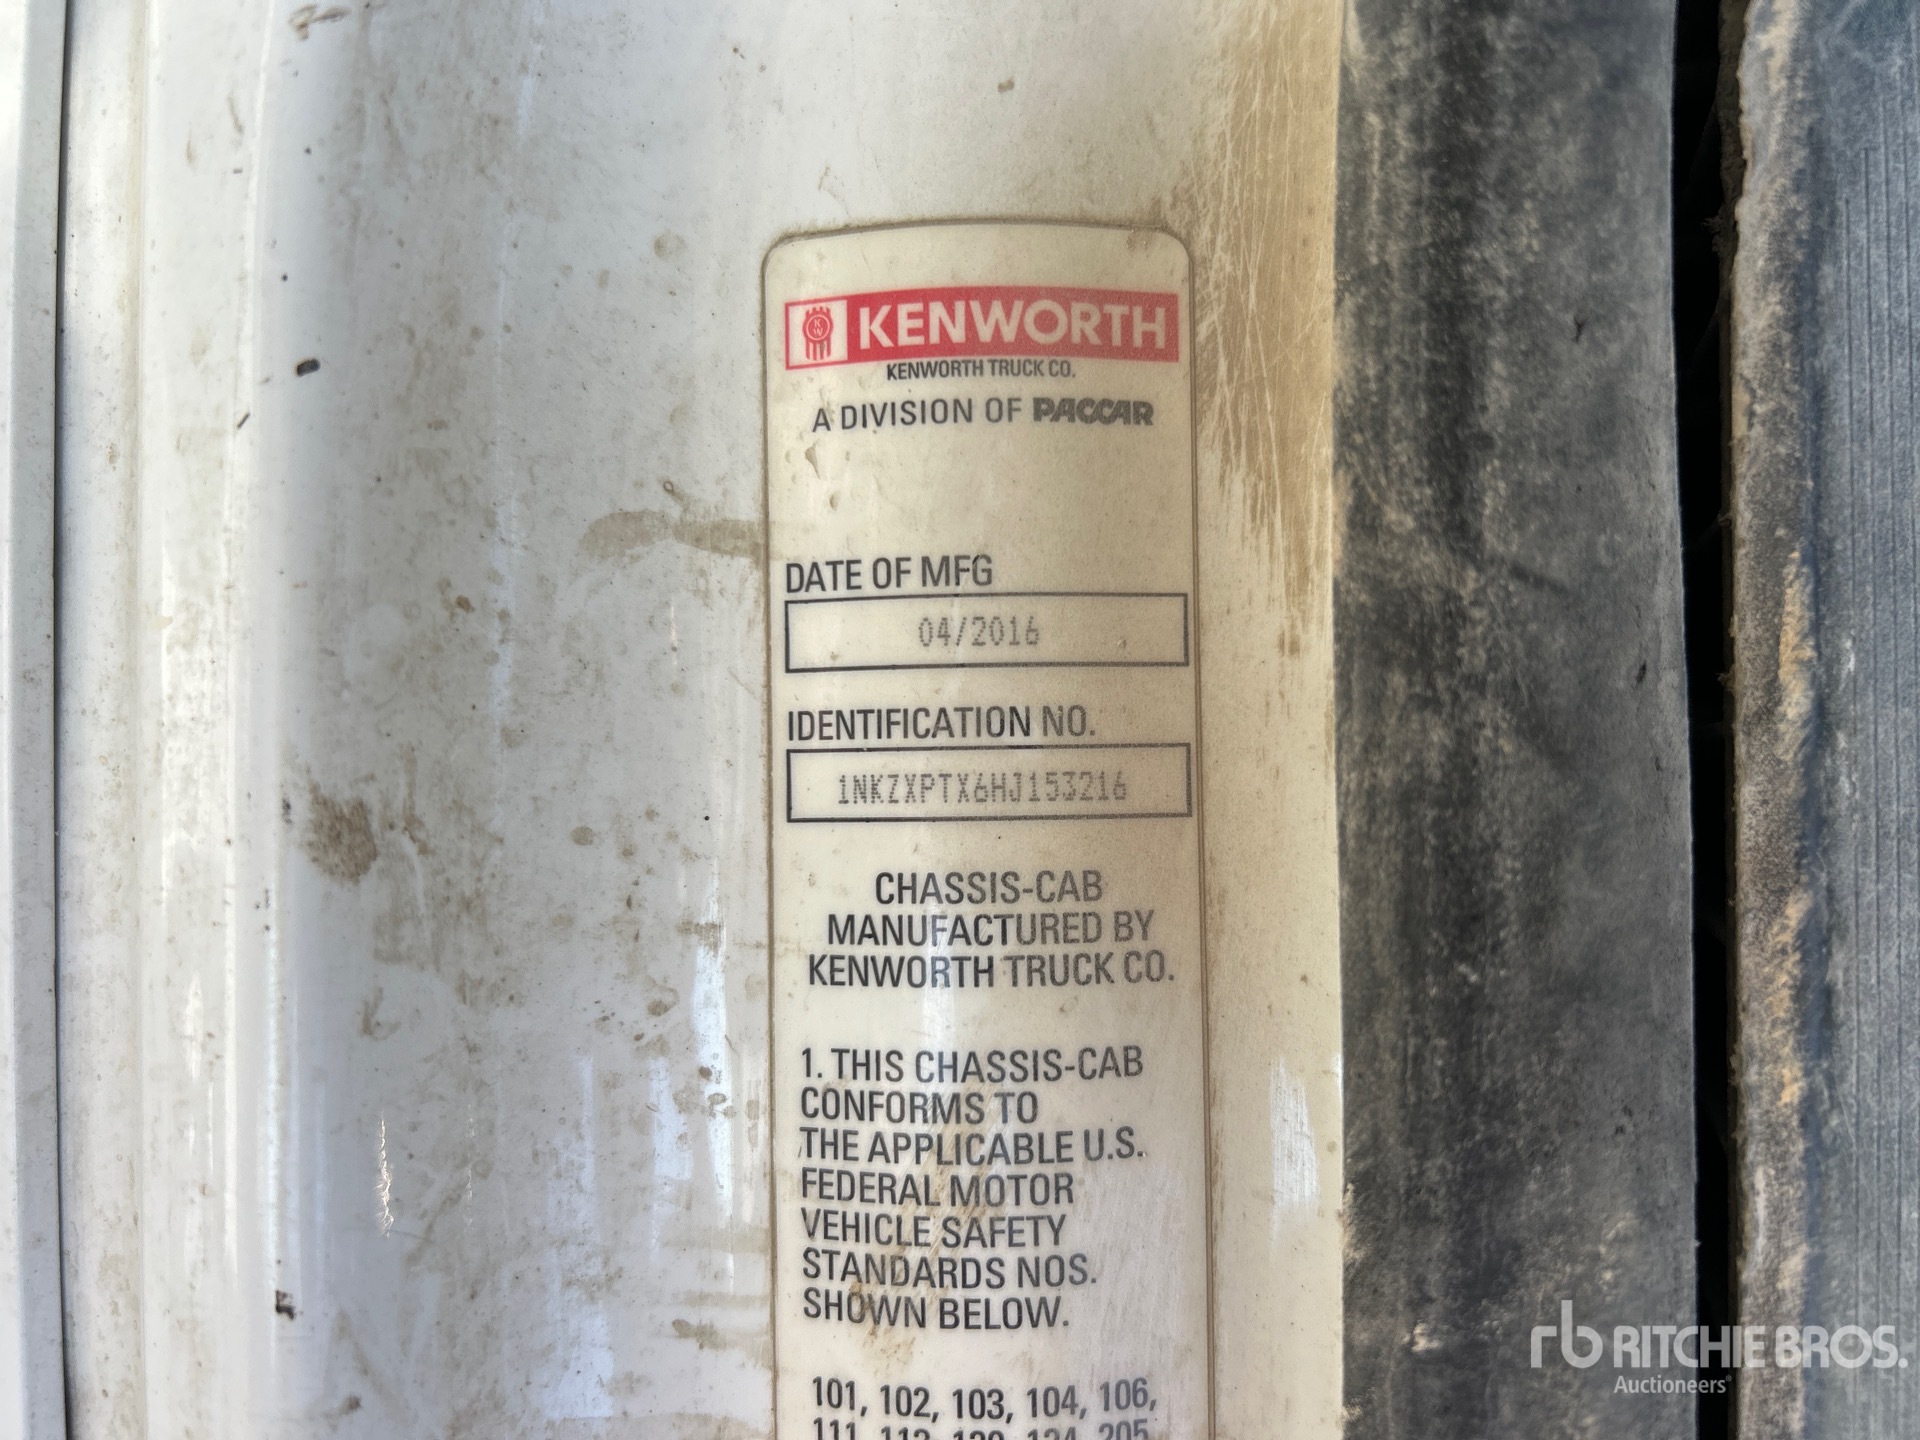 KENWORTH
KENWORTH TRUCK CO.
A DIVISION OF PACCAR
DATE OF MFG
04/2016
IDENTIFICATION NO.
1NKZXPTX6HJ153216
CHASSIS-CAB
MANUFACTURED BY
KENWORTH TRUCK CO.
1. THIS CHASSIS-CAB
CONFORMS TO
THE APPLICABLE U.S.
FEDERAL MOTOR
VEHICLE SAFETY
STANDARDS NOS.
SHOWN BELOW.
101, 102, 103, 104, 106,
rb RITCHIE BROS.
Auctioneers